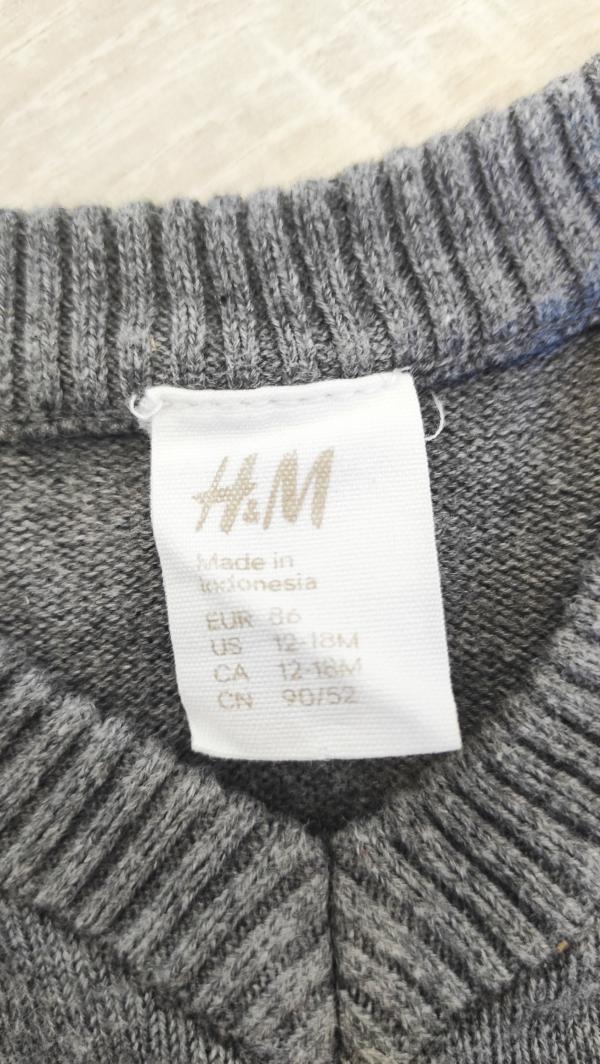 H&M
Made in
Indonesia
EUR 86
US 12-18M
CA 12-18M
CN 90/52